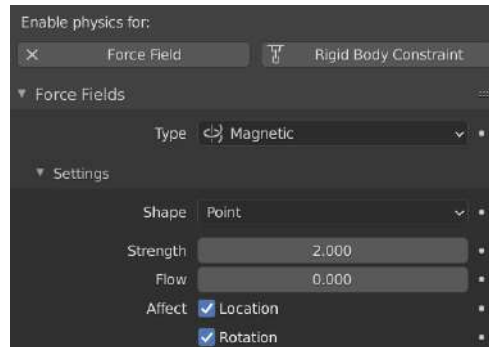 Enable physics for:
Force Field Rigid Body Constraint
Force Fields
Type Magnetic
Settings
Shape Point
Strength 2.000
Flow 0.000
Affect Location
Rotation